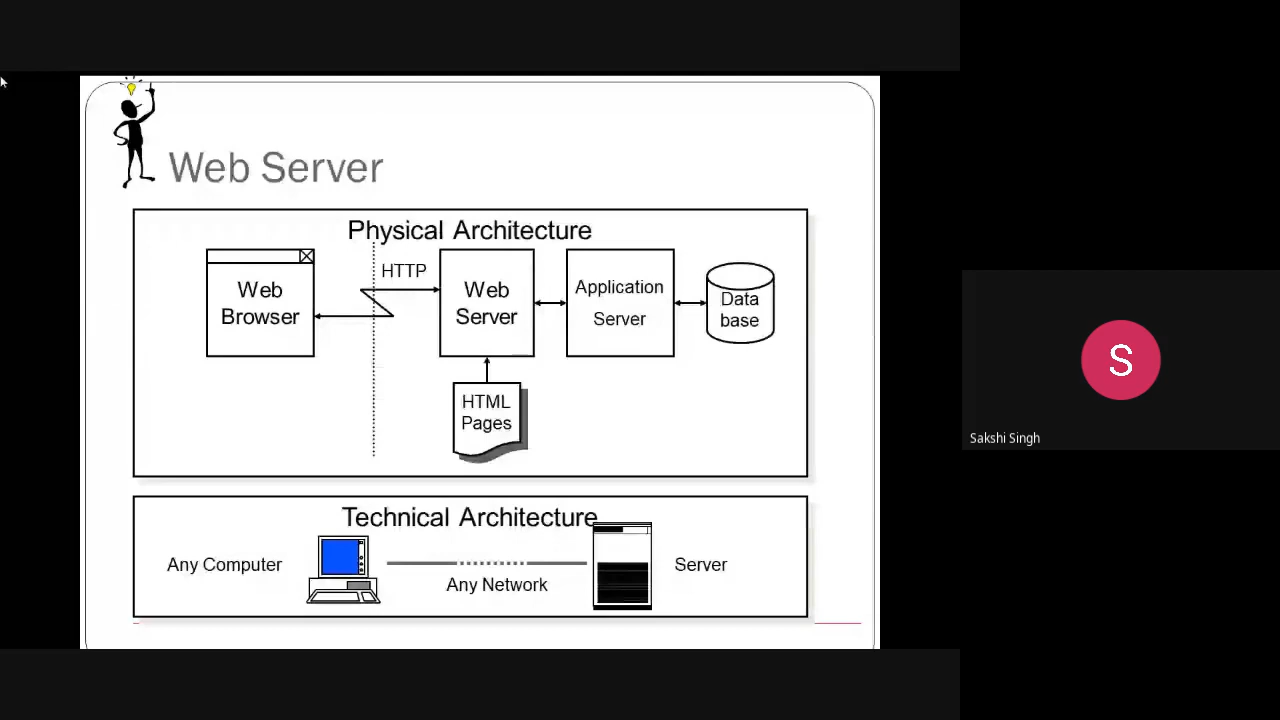 Web Server
Physical Architecture
HTTP
Web
Browser
Web
Server
Application
Server
Data
base
HTML
Pages
Technical Architecture
Any Computer
Any Network
Server
S
Sakshi Singh